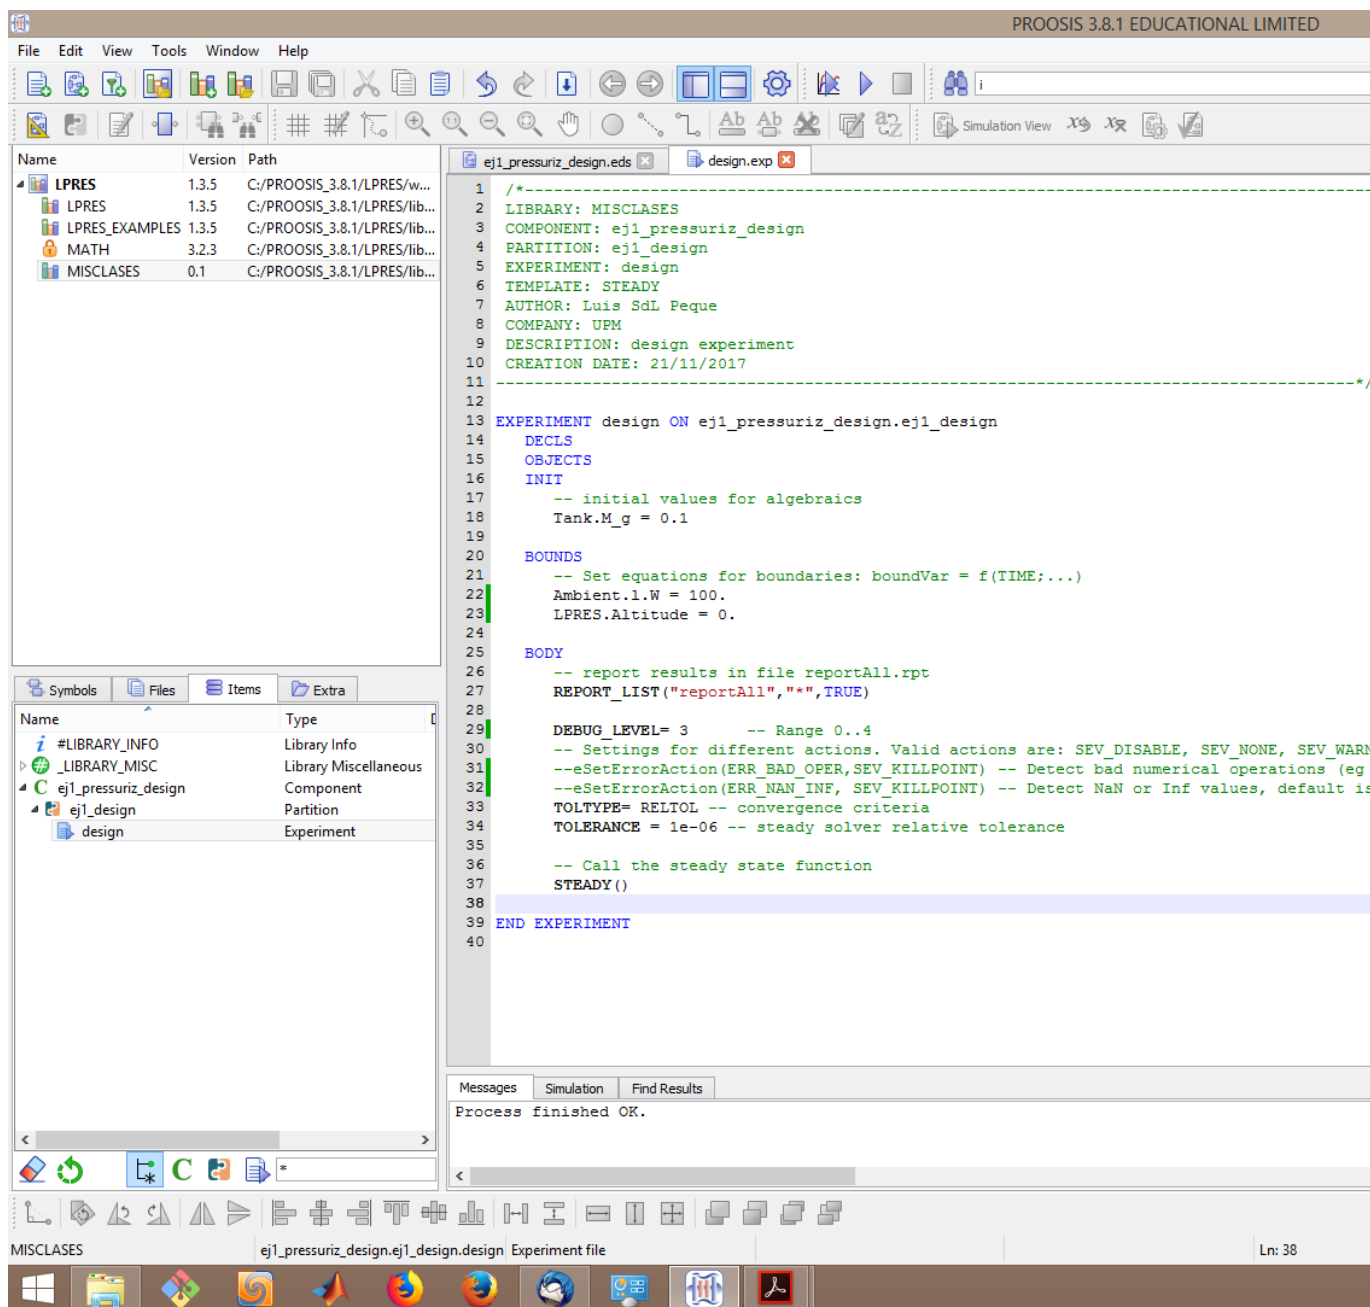 PROOSIS 3.8.1 EDUCATIONAL LIMITED
File Edit View Tools Window Help
i
Simulation View
Name Version Path
LPRES 1.3.5 C:/PROOSIS_3.8.1/LPRES/w...
LPRES 1.3.5 C:/PROOSIS_3.8.1/LPRES/lib...
LPRES_EXAMPLES 1.3.5 C:/PROOSIS_3.8.1/LPRES/lib...
MATH 3.2.3 C:/PROOSIS_3.8.1/LPRES/lib...
MISCLASES 0.1 C:/PROOSIS_3.8.1/LPRES/lib...
Symbols Files Items Extra
Name Type D
#LIBRARY_INFO Library Info
_LIBRARY_MISC Library Miscellaneous
ej1_pressuriz_design Component
ej1_design Partition
design Experiment
*
ej1_pressuriz_design.eds design.exp
1 /*-----------------------------------------------------------------------------------------
2 LIBRARY: MISCLASES
3 COMPONENT: ej1_pressuriz_design
4 PARTITION: ej1_design
5 EXPERIMENT: design
6 TEMPLATE: STEADY
7 AUTHOR: Luis SdL Peque
8 COMPANY: UPM
9 DESCRIPTION: design experiment
10 CREATION DATE: 21/11/2017
11 -----------------------------------------------------------------------------------------*/
12
13 EXPERIMENT design ON ej1_pressuriz_design.ej1_design
14 DECLS
15 OBJECTS
16 INIT
17 -- initial values for algebraics
18 Tank.M_g = 0.1
19
20 BOUNDS
21 -- Set equations for boundaries: boundVar = f(TIME;...)
22 Ambient.l.W = 100.
23 LPRES.Altitude = 0.
24
25 BODY
26 -- report results in file reportAll.rpt
27 REPORT_LIST("reportAll","*",TRUE)
28
29 DEBUG_LEVEL= 3 -- Range 0..4
30 -- Settings for different actions. Valid actions are: SEV_DISABLE, SEV_NONE, SEV_WARN
31 --eSetErrorAction(ERR_BAD_OPER,SEV_KILLPOINT) -- Detect bad numerical operations (eg
32 --eSetErrorAction(ERR_NAN_INF, SEV_KILLPOINT) -- Detect NaN or Inf values, default is
33 TOLTYPE= RELTOL -- convergence criteria
34 TOLERANCE = 1e-06 -- steady solver relative tolerance
35
36 -- Call the steady state function
37 STEADY()
38
39 END EXPERIMENT
40
Messages Simulation Find Results
Process finished OK.
MISCLASES ej1_pressuriz_design.ej1_design.design Experiment file Ln: 38